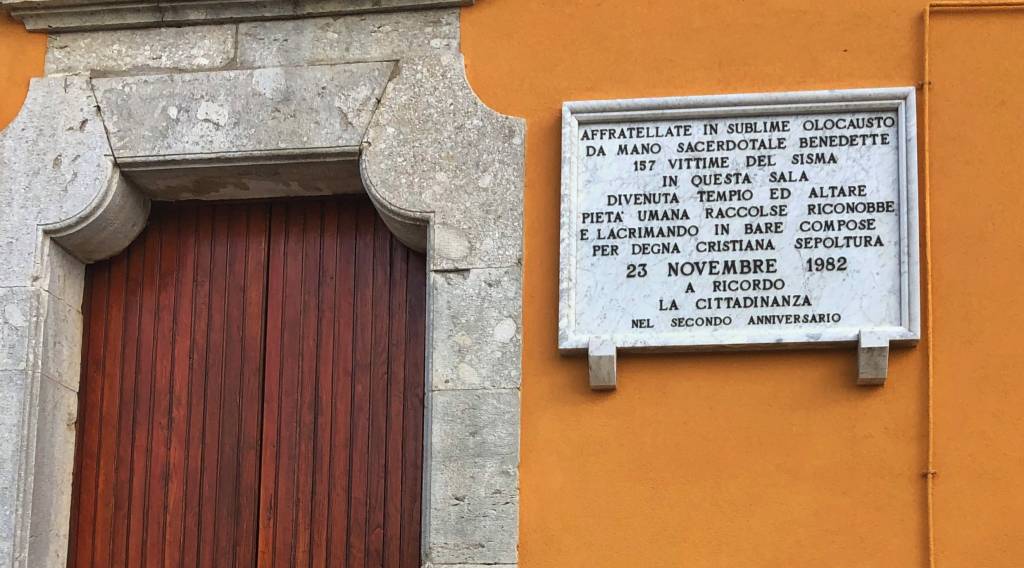 AFFRATELLATE IN SUBLIME OLOCAUSTO
DA MANO SACERDOTALE BENEDETTE
157 VITTIME DEL SISMA
IN QUESTA SALA
DIVENUTA TEMPIO ED ALTARE
PIETA' UMANA RACCOLSE RICONOBBE
E LACRIMANDO IN BARE COMPOSE
PER DEGNA CRISTIANA SEPOLTURA
23 NOVEMBRE 1982
A RICORDO
LA CITTADINANZA
NEL SECONDO ANNIVERSARIO